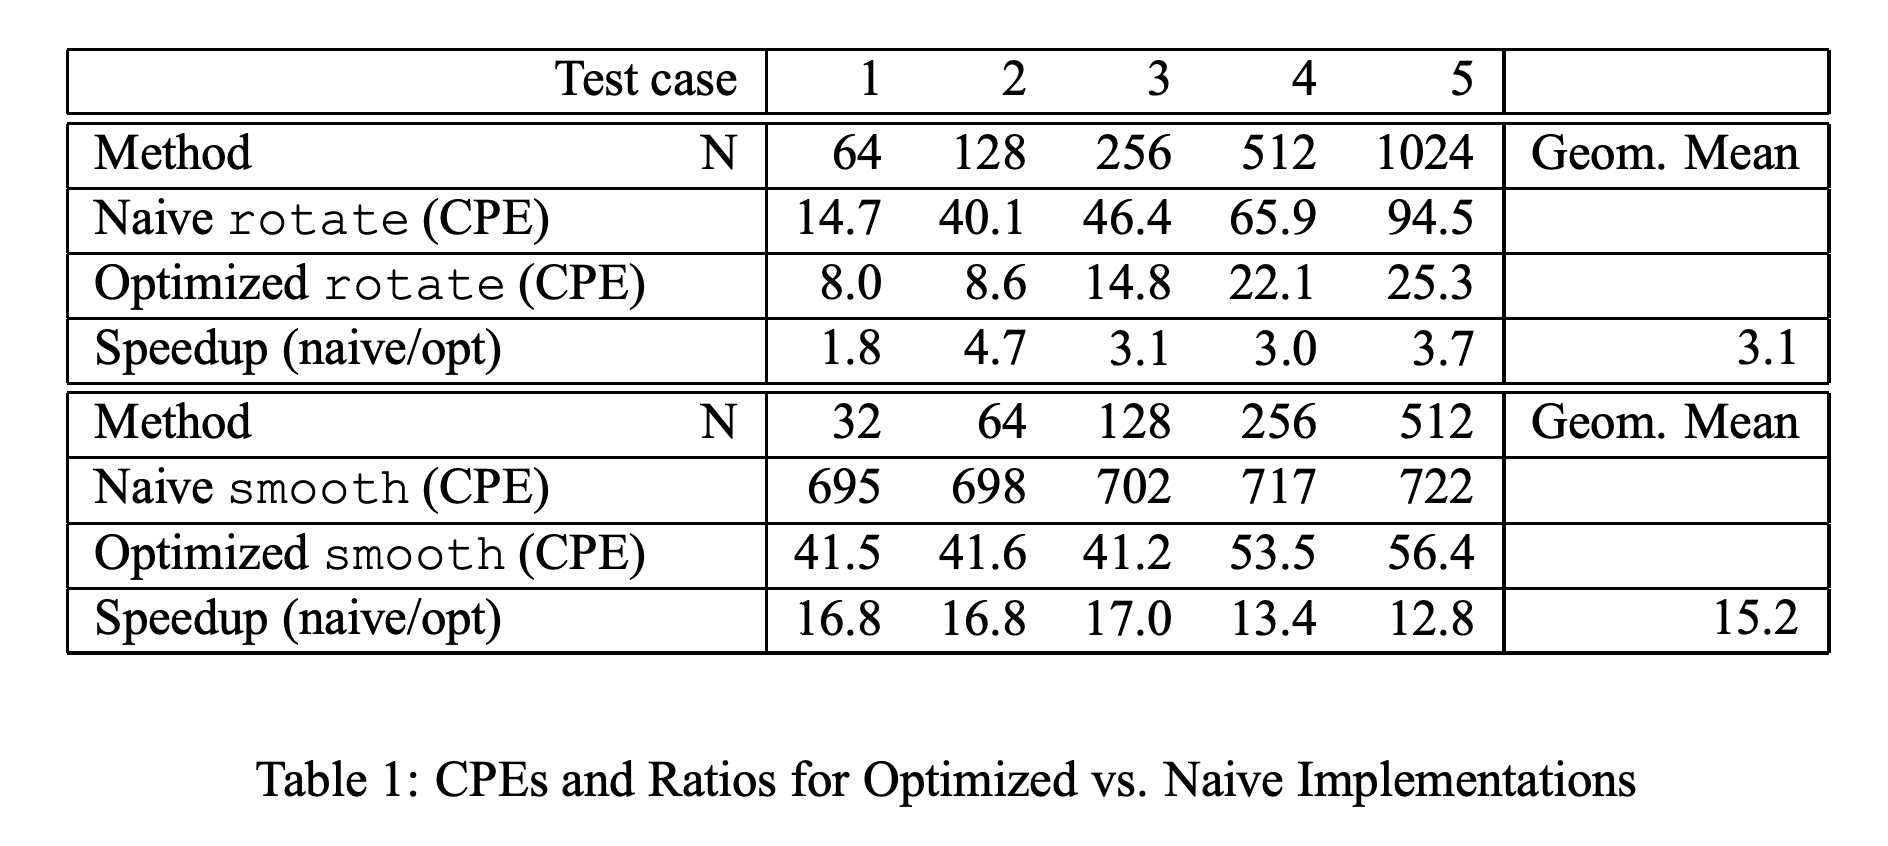 Test case 1 2 3 4 5
Method N 64 128 256 512 1024 Geom. Mean
Naive rotate (CPE) 14.7 40.1 46.4 65.9 94.5
Optimized rotate (CPE) 8.0 8.6 14.8 22.1 25.3
Speedup (naive/opt) 1.8 4.7 3.1 3.0 3.7 3.1
Method N 32 64 128 256 512 Geom. Mean
Naive smooth (CPE) 695 698 702 717 722
Optimized smooth (CPE) 41.5 41.6 41.2 53.5 56.4
Speedup (naive/opt) 16.8 16.8 17.0 13.4 12.8 15.2
Table 1: CPEs and Ratios for Optimized vs. Naive Implementations